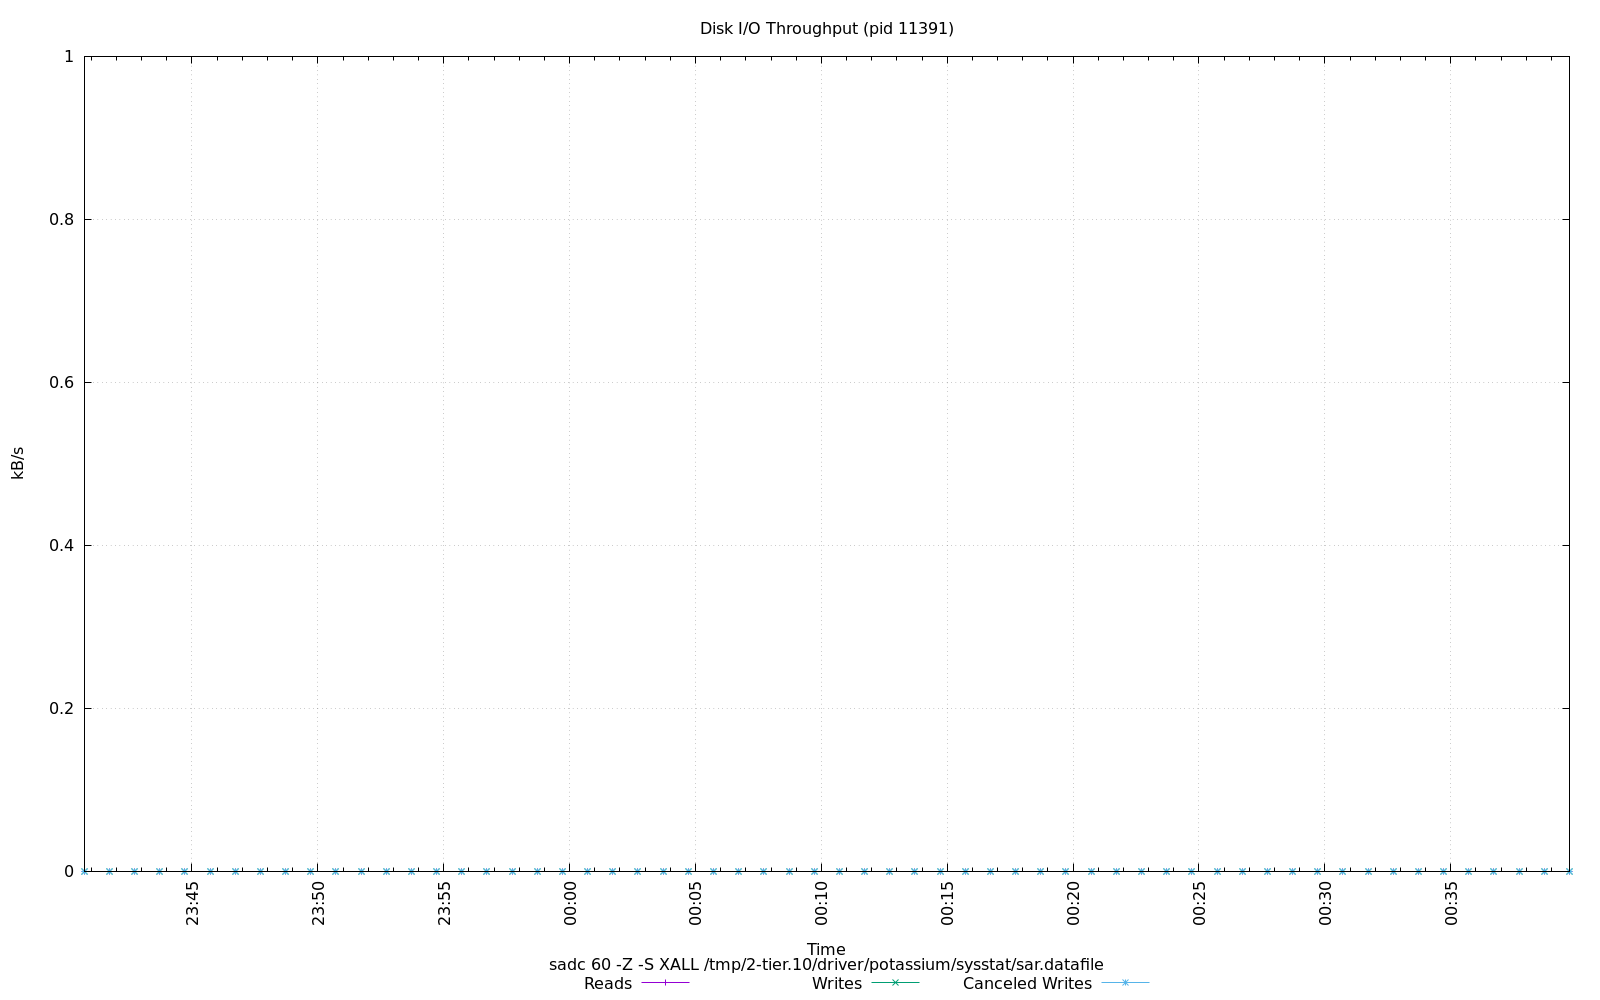 Disk I/O Throughput (pid 11391)
1
0.8
0.6
0.4
0.2
0
kB/s
23:45
23:50
23:55
00:00
00:05
00:10
00:15
00:20
00:25
00:30
00:35
Time
sadc 60 -Z -S XALL /tmp/2-tier.10/driver/potassium/sysstat/sar.datafile
Reads
Writes
Canceled Writes